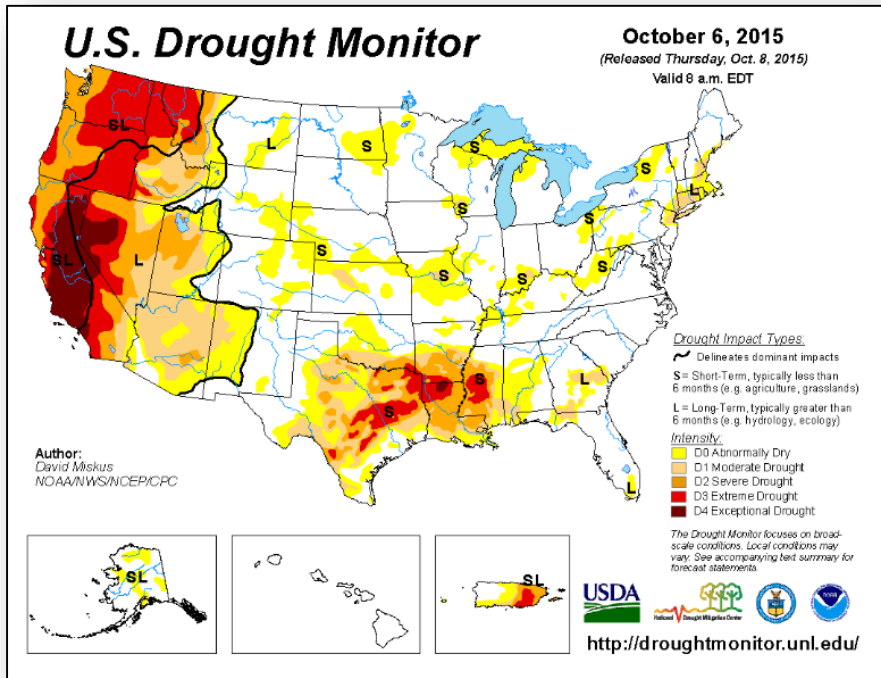 U.S. Drought Monitor
October 6, 2015
(Released Thursday, Oct. 8, 2015)
Valid 8 a.m. EDT
SL
L
S
S
S
L
S
S
S
L
SL
S
S
S
S
S
L
S
L
Drought Impact Types:
Delineates dominant impacts
S = Short-Term, typically less than
6 months (e.g. agriculture, grasslands)
L = Long-Term, typically greater than
6 months (e.g. hydrology, ecology)
Intensity:
D0 Abnormally Dry
D1 Moderate Drought
D2 Severe Drought
D3 Extreme Drought
D4 Exceptional Drought
Author:
David Miskus
NOAA/NWS/NCEP/CPC
The Drought Monitor focuses on broad-
scale conditions. Local conditions may
vary. See accompanying text summary for
forecast statements.
SL
SL
USDA
National Drought Mitigation Center
http://droughtmonitor.unl.edu/